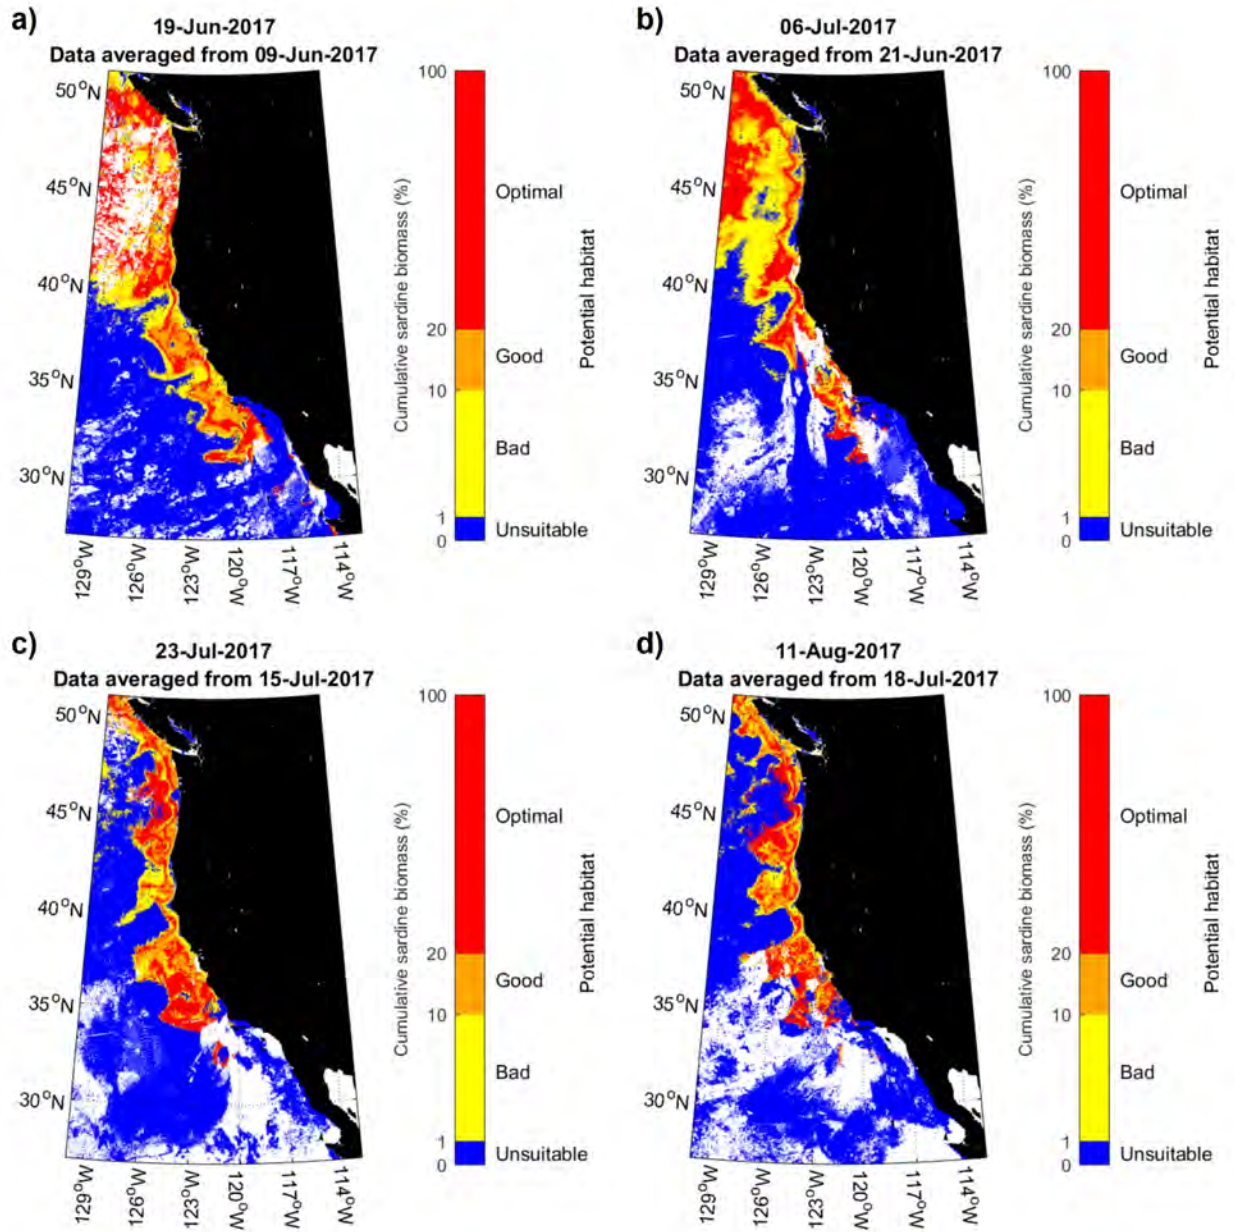 a)
19-Jun-2017
Data averaged from 09-Jun-2017
50°N
45°N
40°N
35°N
30°N
129°W
126°W
123°W
120°W
117°W
114°W
100
20
10
1
0
Cumulative sardine biomass (%)
Optimal
Good
Bad
Unsuitable
Potential habitat
b)
06-Jul-2017
Data averaged from 21-Jun-2017
50°N
45°N
40°N
35°N
30°N
129°W
126°W
123°W
120°W
117°W
114°W
100
20
10
1
0
Cumulative sardine biomass (%)
Optimal
Good
Bad
Unsuitable
Potential habitat
c)
23-Jul-2017
Data averaged from 15-Jul-2017
50°N
45°N
40°N
35°N
30°N
129°W
126°W
123°W
120°W
117°W
114°W
100
20
10
1
0
Cumulative sardine biomass (%)
Optimal
Good
Bad
Unsuitable
Potential habitat
d)
11-Aug-2017
Data averaged from 18-Jul-2017
50°N
45°N
40°N
35°N
30°N
129°W
126°W
123°W
120°W
117°W
114°W
100
20
10
1
0
Cumulative sardine biomass (%)
Optimal
Good
Bad
Unsuitable
Potential habitat